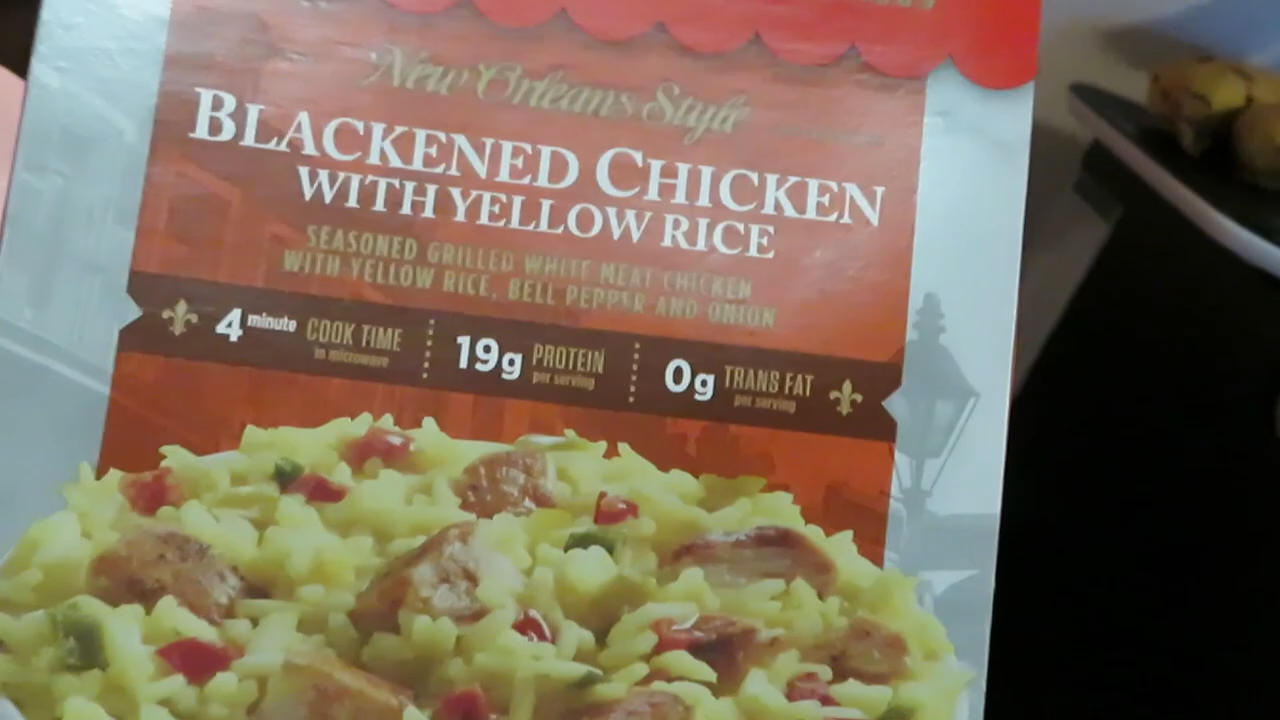 New Orleans Style
BLACKENED CHICKEN
WITH YELLOW RICE
SEASONED GRILLED WHITE MEAT CHICKEN
WITH YELLOW RICE, BELL PEPPER AND ONION
4 minute COOK TIME in microwave
19g PROTEIN per serving
0g TRANS FAT per serving